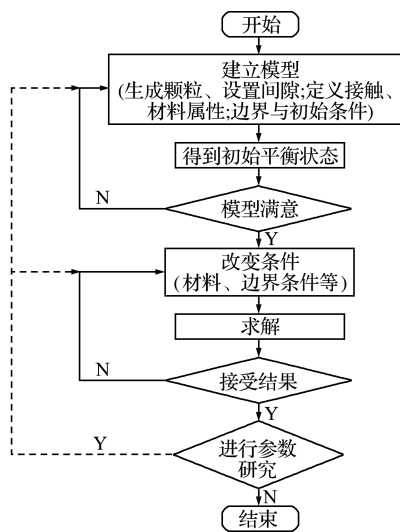 开始
建立模型
(生成颗粒、设置间隙;定义接触、
材料属性;边界与初始条件)
得到初始平衡状态
N
模型满意
Y
改变条件
(材料、边界条件等)
求解
N
接受结果
Y
Y
进行参数
研究
N
结束